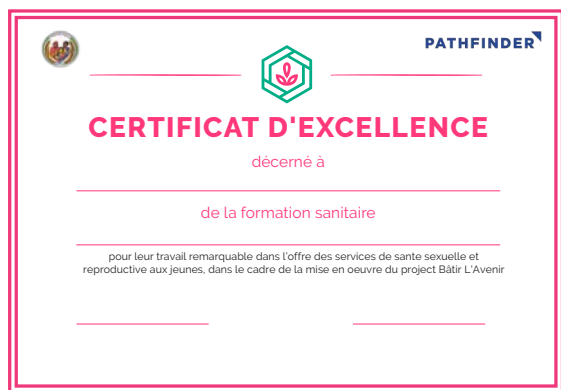 PATHFINDER
CERTIFICAT D'EXCELLENCE
décerné à
de la formation sanitaire
pour leur travail remarquable dans l'offre des services de sante sexuelle et
reproductive aux jeunes, dans le cadre de la mise en oeuvre du project Bâtir L'Avenir